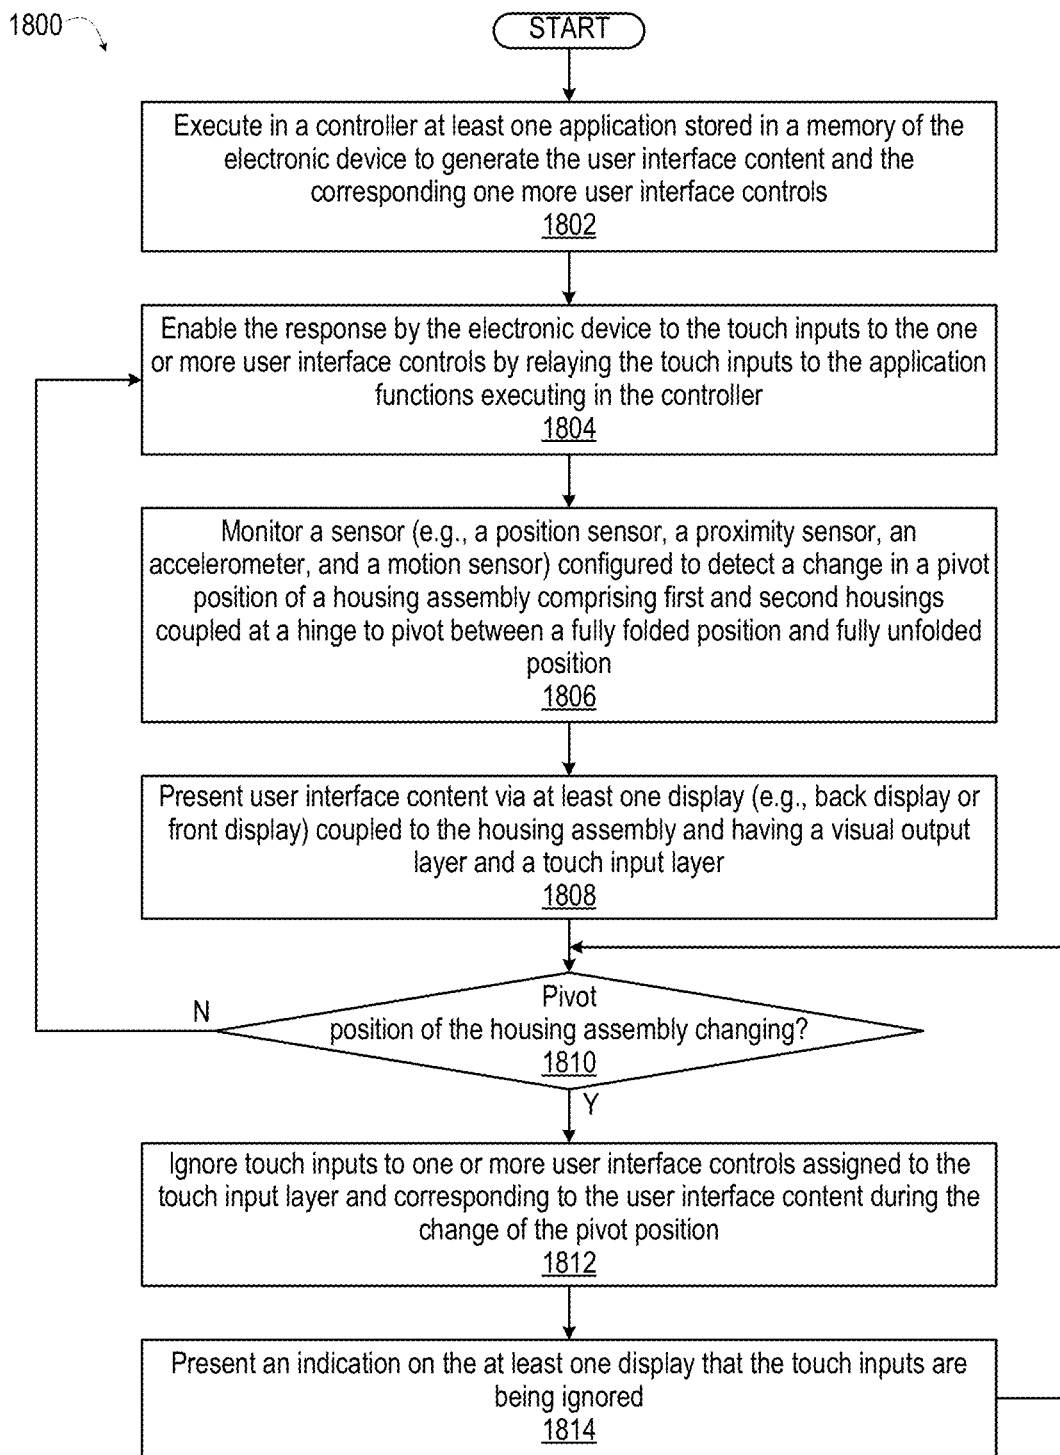 1800
START
Execute in a controller at least one application stored in a memory of the
electronic device to generate the user interface content and the
corresponding one more user interface controls
1802
Enable the response by the electronic device to the touch inputs to the one
or more user interface controls by relaying the touch inputs to the application
functions executing in the controller
1804
Monitor a sensor (e.g., a position sensor, a proximity sensor, an
accelerometer, and a motion sensor) configured to detect a change in a pivot
position of a housing assembly comprising first and second housings
coupled at a hinge to pivot between a fully folded position and fully unfolded
position
1806
Present user interface content via at least one display (e.g., back display or
front display) coupled to the housing assembly and having a visual output
layer and a touch input layer
1808
N
Pivot
position of the housing assembly changing?
1810
Y
Ignore touch inputs to one or more user interface controls assigned to the
touch input layer and corresponding to the user interface content during the
change of the pivot position
1812
Present an indication on the at least one display that the touch inputs are
being ignored
1814